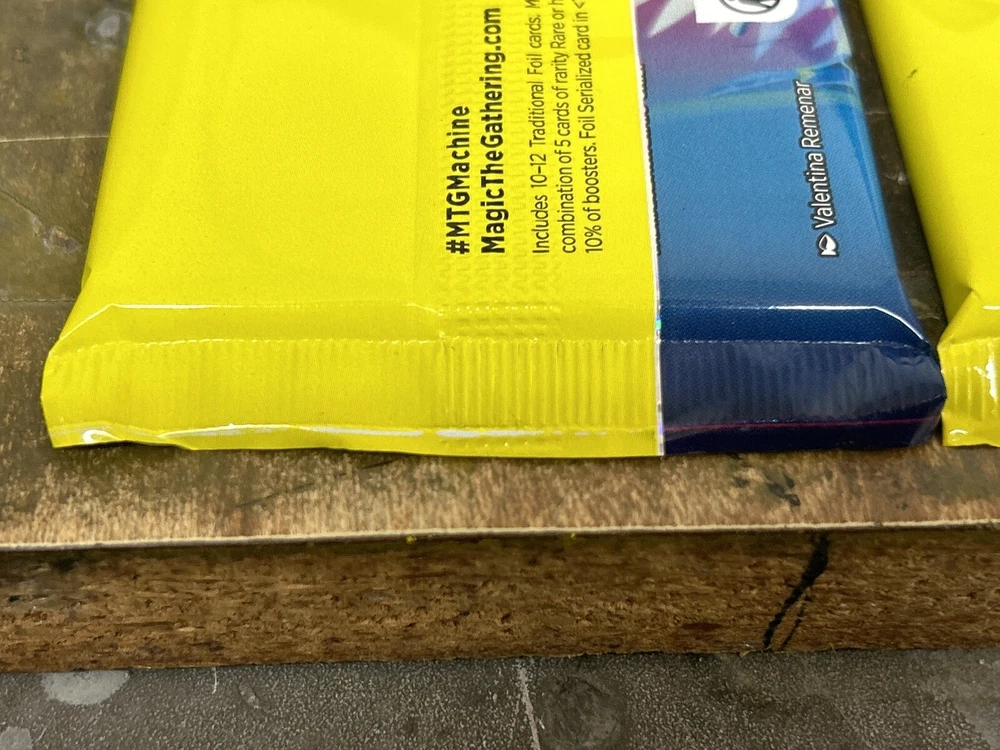 #MTGMachine
MagicTheGathering.com
Includes 10-12 Traditional Foil cards.
combination of 5 cards of rarity Rare or
10% of boosters. Foil Serialized card in <
Valentina Remenar